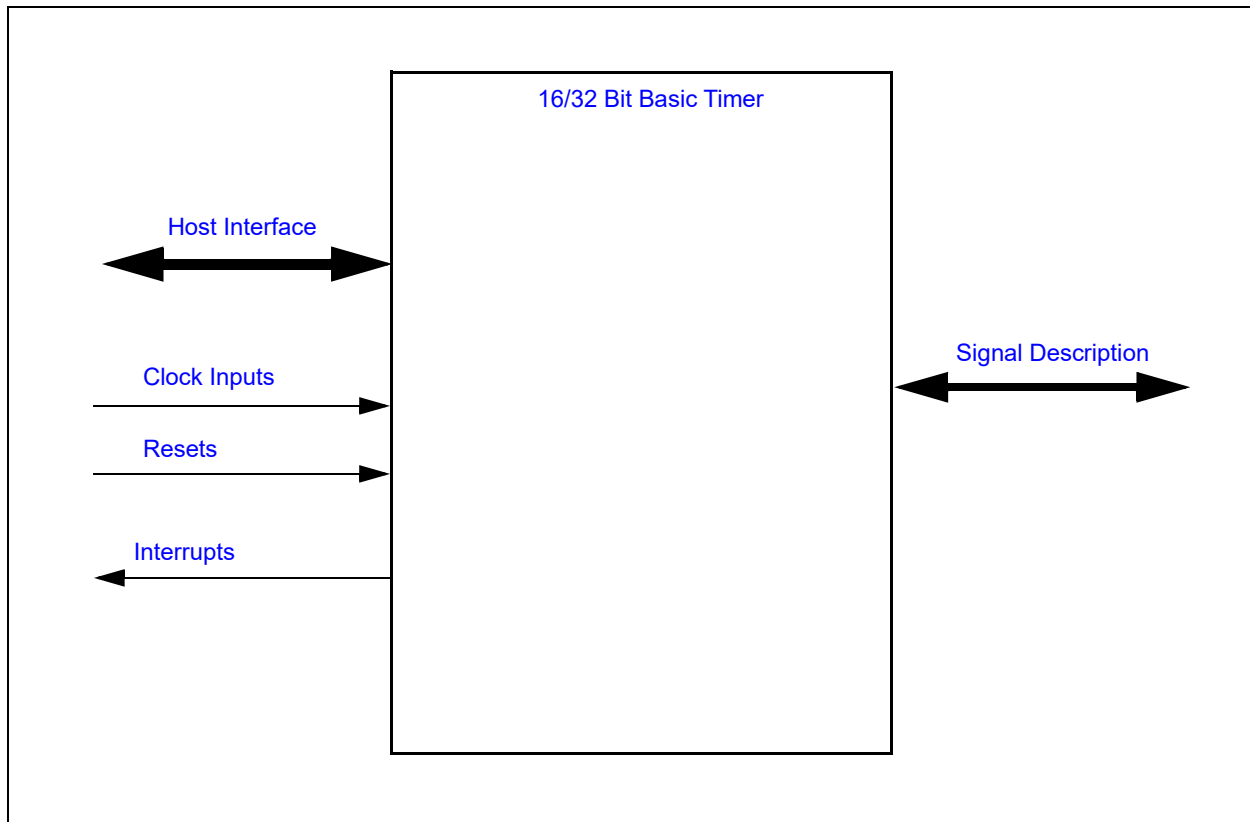 16/32 Bit Basic Timer
Host Interface
Signal Description
Clock Inputs
Resets
Interrupts